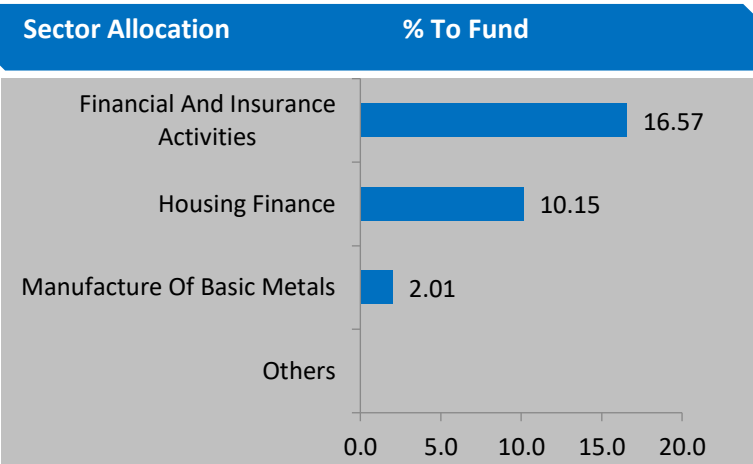 Sector Allocation % To Fund
Financial And Insurance
Activities
16.57
Housing Finance 10.15
Manufacture Of Basic Metals 2.01
Others
0.0 5.0 10.0 15.0 20.0